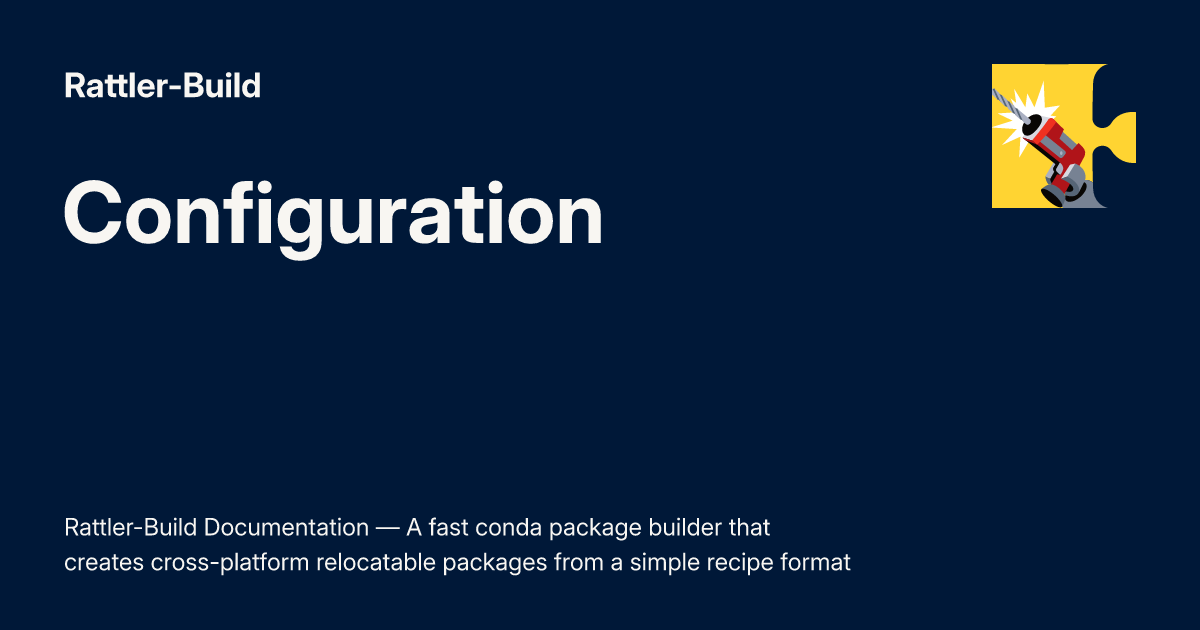 Rattler-Build
Configuration
Rattler-Build Documentation — A fast conda package builder that
creates cross-platform relocatable packages from a simple recipe format